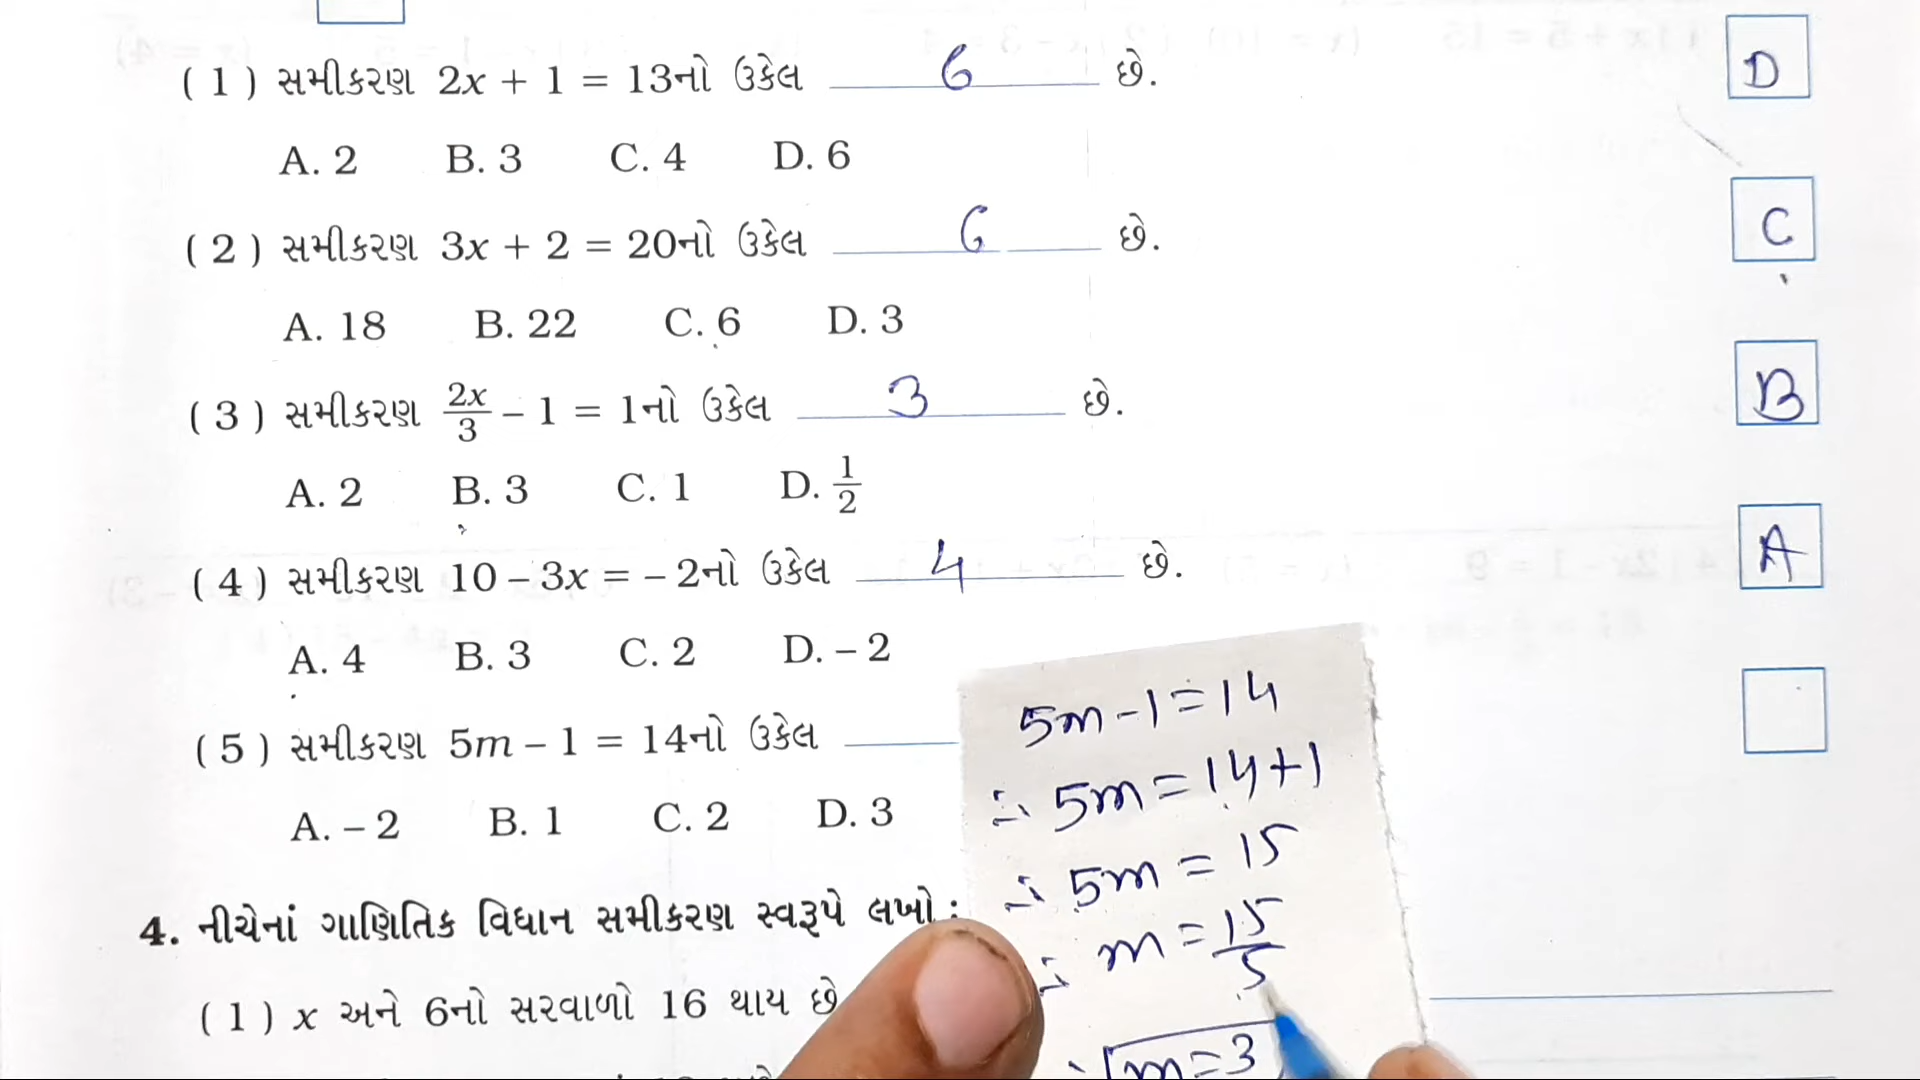 ( 1 ) સમીકરણ 2x + 1 = 13નો ઉકેલ 6 છે. D
A. 2 B. 3 C. 4 D. 6
( 2 ) સમીકરણ 3x + 2 = 20નો ઉકેલ 6 છે. C
A. 18 B. 22 C. 6 D. 3
( 3 ) સમીકરણ 2x/3 – 1 = 1નો ઉકેલ 3 છે. B
A. 2 B. 3 C. 1 D. 1/2
( 4 ) સમીકરણ 10 – 3x = – 2નો ઉકેલ 4 છે. A
A. 4 B. 3 C. 2 D. – 2
( 5 ) સમીકરણ 5m – 1 = 14નો ઉકેલ
A. – 2 B. 1 C. 2 D. 3
5m – 1 = 14
∴ 5m = 14 + 1
∴ 5m = 15
∴ m = 15/5
∴ m = 3
4. નીચેનાં ગાણિતિક વિધાન સમીકરણ સ્વરૂપે લખો :
( 1 ) x અને 6નો સરવાળો 16 થાય છે